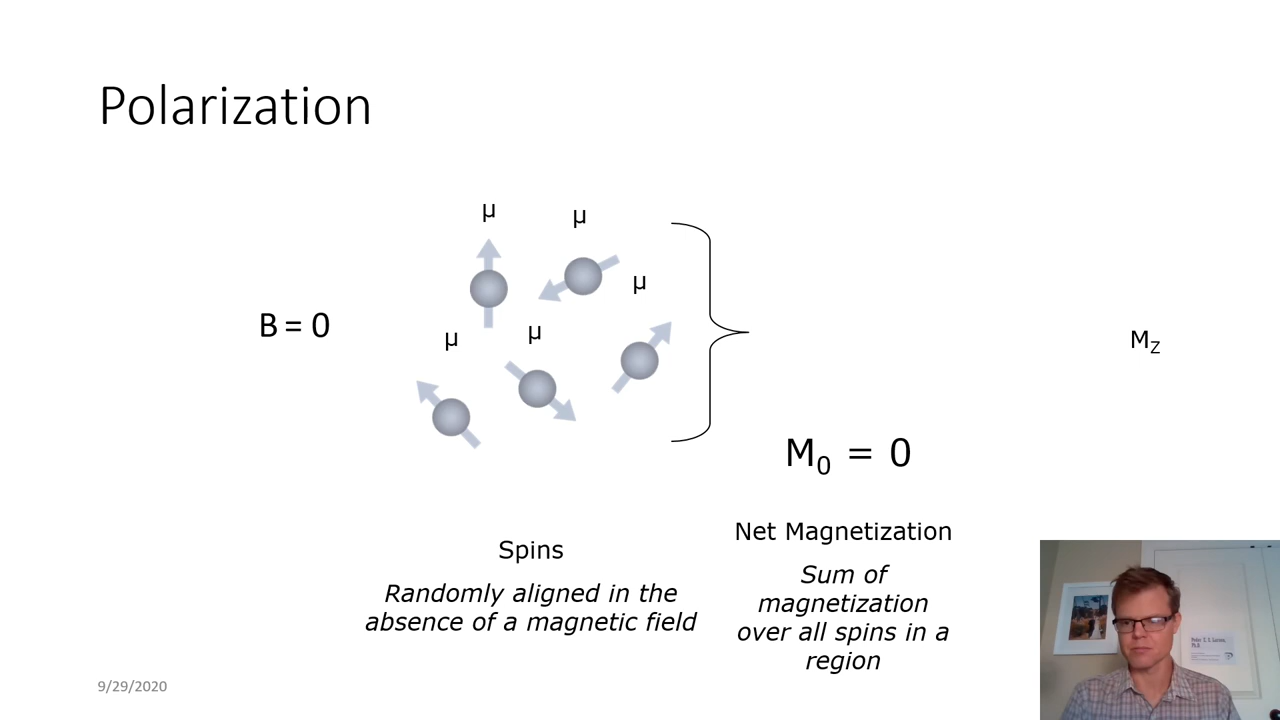 Polarization
μ
μ
μ
μ
μ
B = 0
M_Z
M₀ = 0
Spins
Randomly aligned in the
absence of a magnetic field
Net Magnetization
Sum of
magnetization
over all spins in a
region
9/29/2020